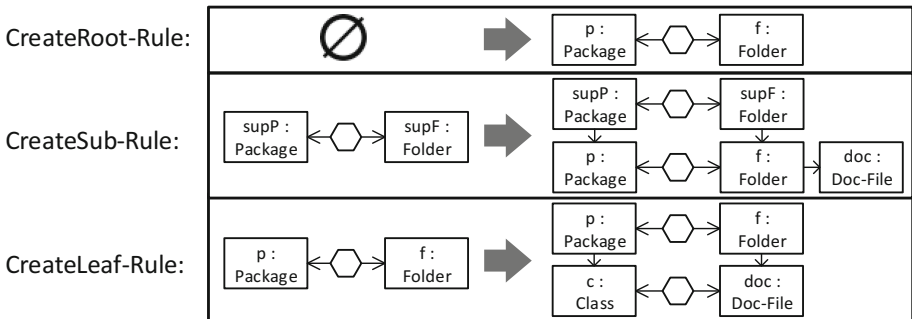 CreateRoot-Rule:
∅
p :
Package
f :
Folder
CreateSub-Rule:
supP :
Package
supF :
Folder
supP :
Package
supF :
Folder
p :
Package
f :
Folder
doc :
Doc-File
CreateLeaf-Rule:
p :
Package
f :
Folder
p :
Package
f :
Folder
c :
Class
doc :
Doc-File